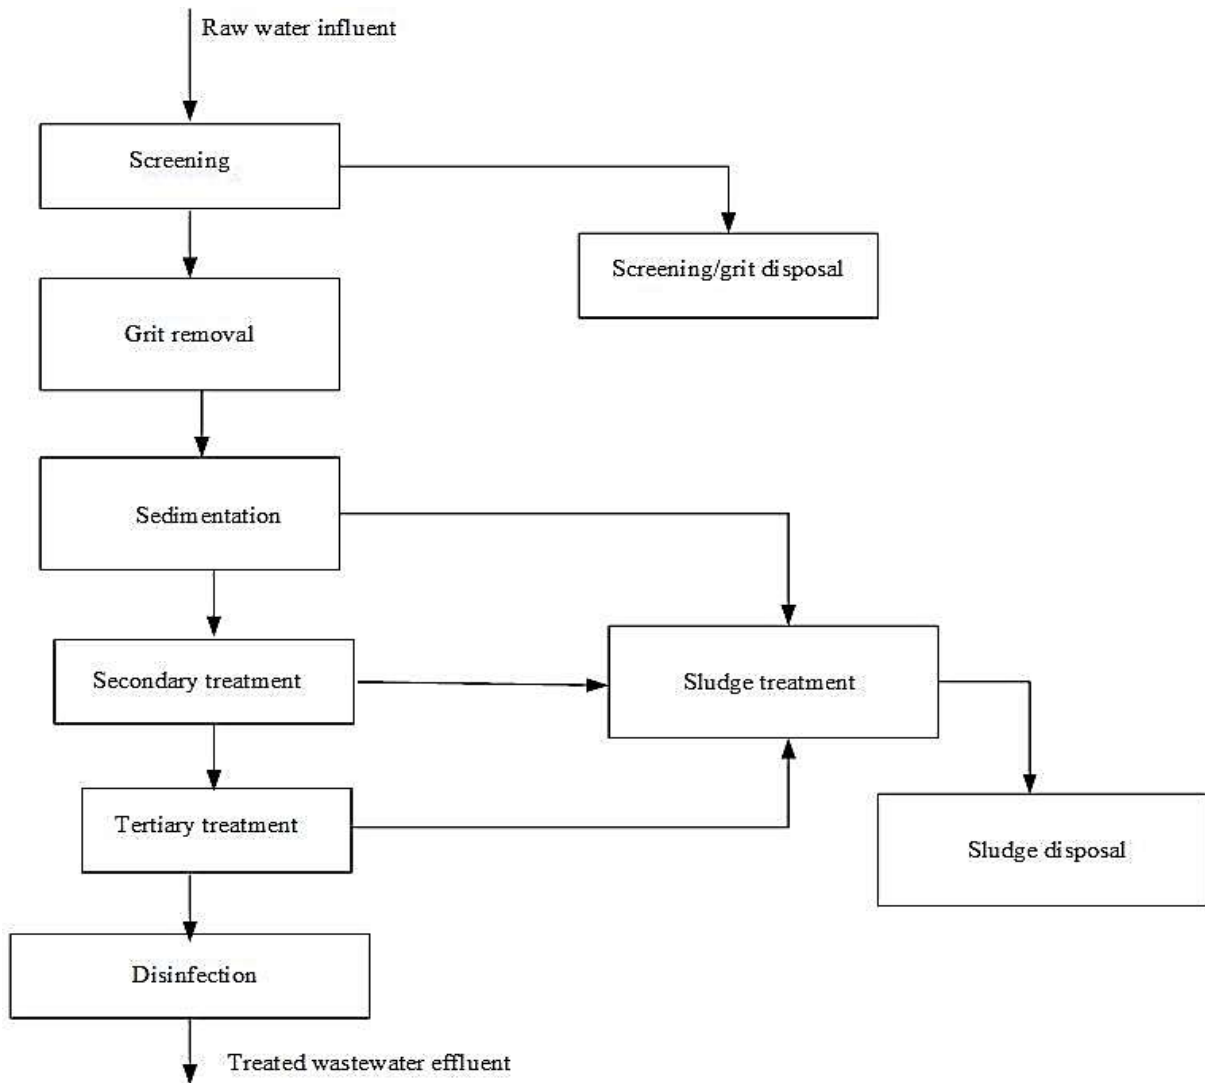 Raw water influent
Screening
Screening/grit disposal
Grit removal
Sedimentation
Secondary treatment
Sludge treatment
Tertiary treatment
Sludge disposal
Disinfection
Treated wastewater effluent